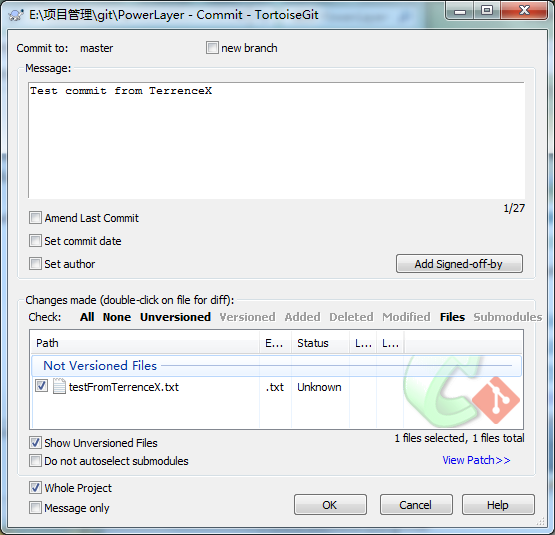 E:\项目管理\git\PowerLayer - Commit - TortoiseGit
Commit to: master new branch
Message:
Test commit from TerrenceX
1/27
Amend Last Commit
Set commit date
Set author Add Signed-off-by
Changes made (double-click on file for diff):
Check: All None Unversioned Versioned Added Deleted Modified Files Submodules
Path E... Status L... L...
Not Versioned Files
testFromTerrenceX.txt .txt Unknown
Show Unversioned Files 1 files selected, 1 files total
Do not autoselect submodules View Patch>>
Whole Project
Message only OK Cancel Help